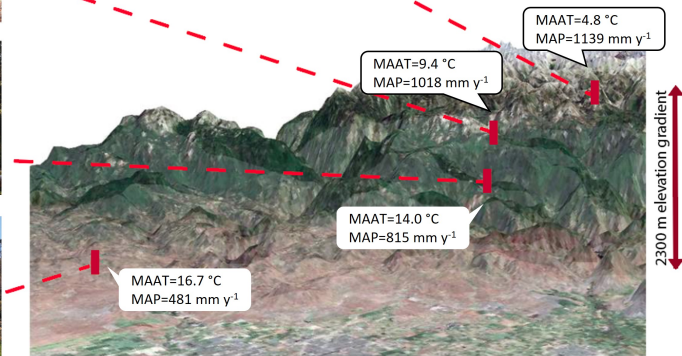 MAAT=4.8 °C
MAP=1139 mm y-1
MAAT=9.4 °C
MAP=1018 mm y-1
MAAT=14.0 °C
MAP=815 mm y-1
MAAT=16.7 °C
MAP=481 mm y-1
2300 m elevation gradient